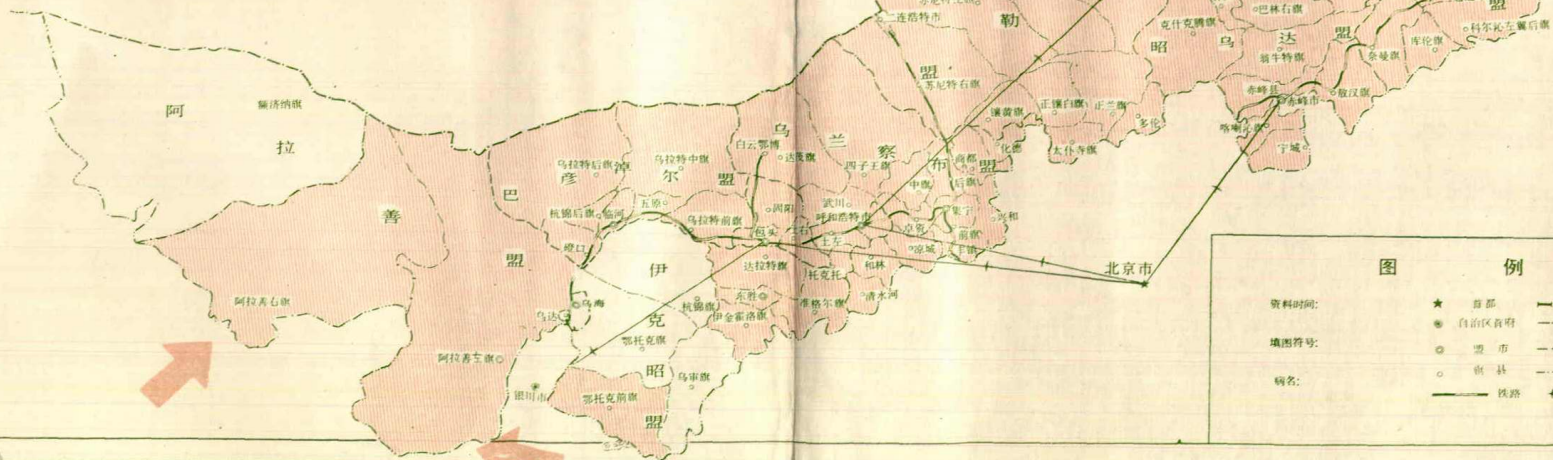 二连浩特市
勒
克什克腾旗
巴林右旗
盟
科尔沁左翼后旗
昭
乌
达
盟
库伦旗
奈曼旗
翁牛特旗
盟
苏尼特右旗
赤峰县
赤峰市
敖汉旗
阿
额济纳旗
拉
镶黄旗
正镶白旗
正兰旗
多伦
喀喇沁旗
宁城
化德
太仆寺旗
乌
兰
察
布
盟
白云鄂博
达茂旗
四子王旗
商都
后旗
中旗
乌拉特后旗
乌拉特中旗
巴
彦
淖
尔
盟
善
杭锦后旗
临河
五原
乌拉特前旗
固阳
武川
呼和浩特市
集宁
兴和
卓资
前旗
丰镇
凉城
包头
土右
土左
和林
磴口
盟
伊
达拉特旗
托克托
北京市
清水河
准格尔旗
东胜
杭锦旗
伊金霍洛旗
乌海
乌达
阿拉善右旗
克
鄂托克旗
阿拉善左旗
昭
乌审旗
银川市
鄂托克前旗
盟
图 例
资料时间:
首都
自治区首府
填图符号:
盟 市
旗 县
病名:
铁路